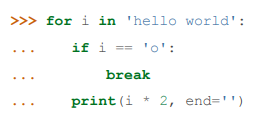 >>> for i in 'hello world':
...     if i == 'o':
...         break
...     print(i * 2, end='')